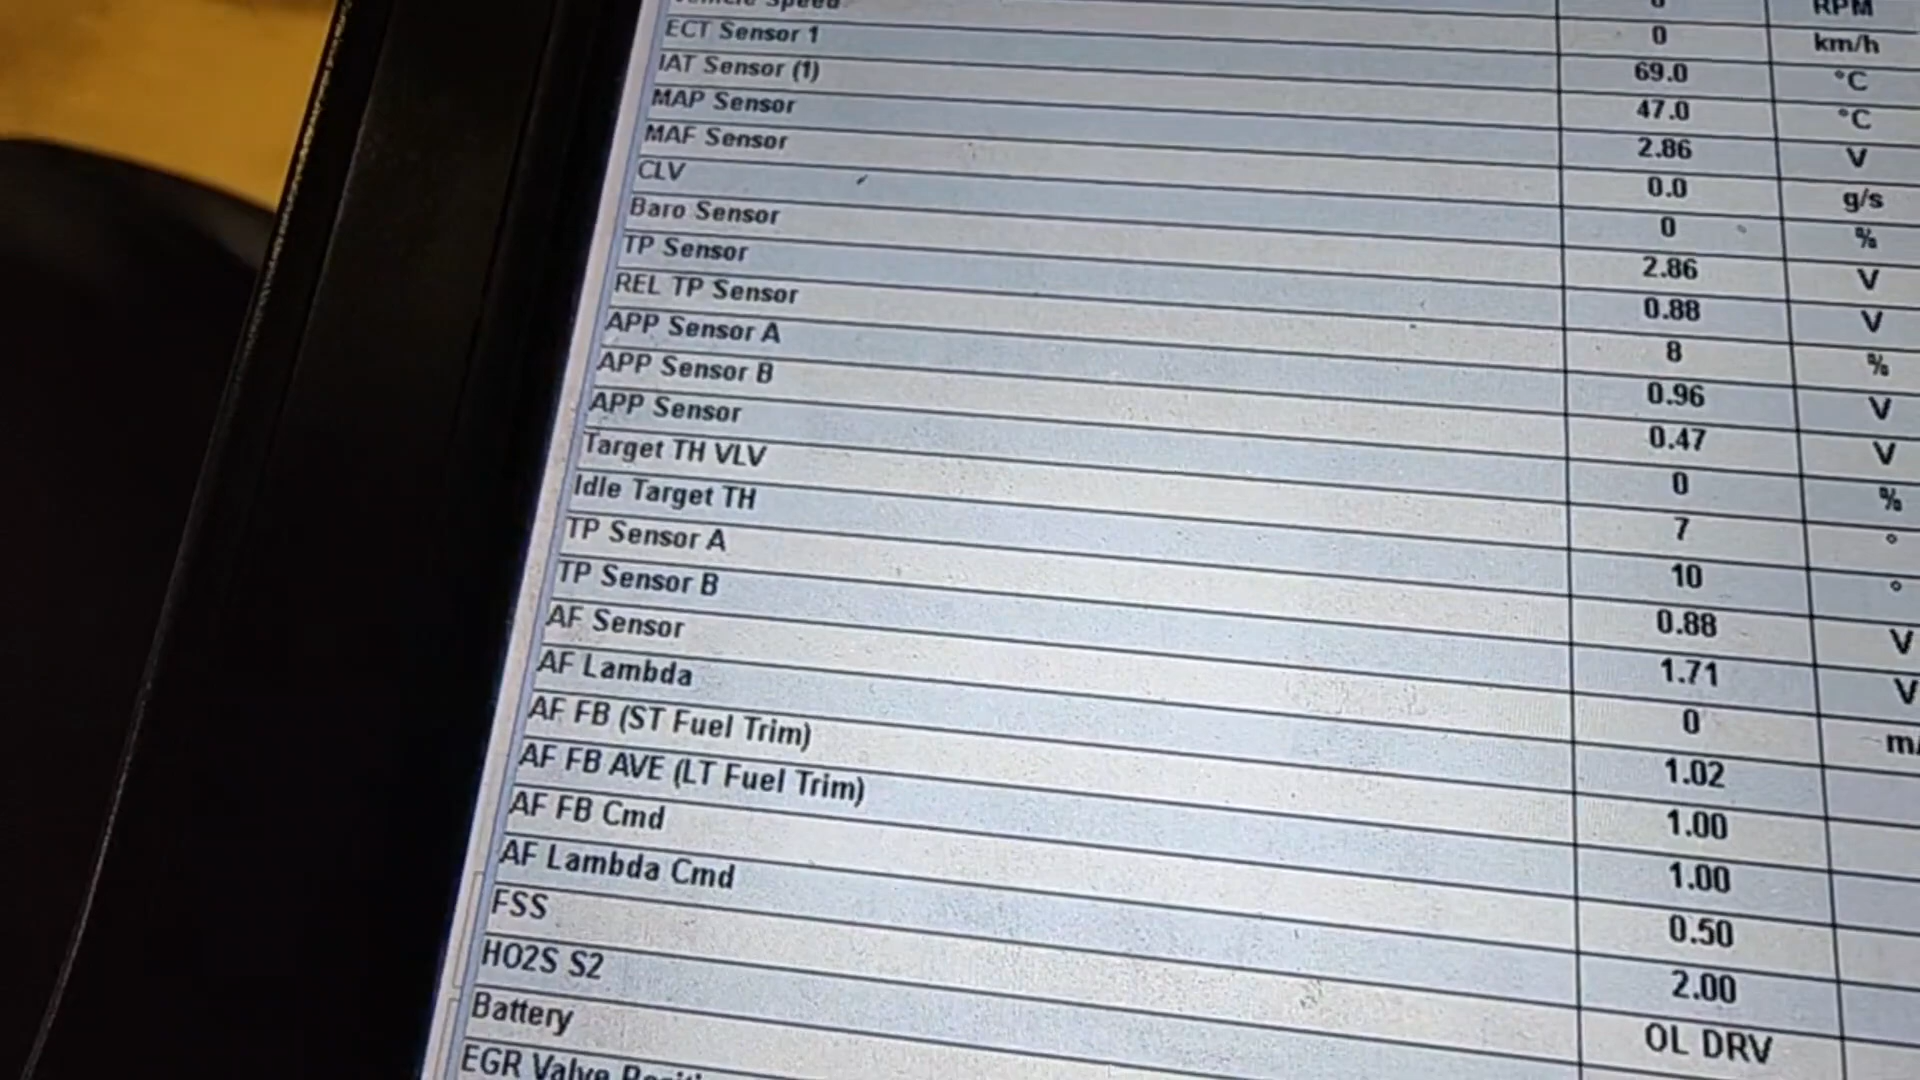 RPM
Vehicle Speed 0 km/h
ECT Sensor 1 69.0 °C
IAT Sensor (1) 47.0 °C
MAP Sensor 2.86 V
MAF Sensor 0.0 g/s
CLV 0 %
Baro Sensor 2.86 V
TP Sensor 0.88 V
REL TP Sensor 8 %
APP Sensor A 0.96 V
APP Sensor B 0.47 V
APP Sensor 0 %
Target TH VLV 7 °
Idle Target TH 10 °
TP Sensor A 0.88 V
TP Sensor B 1.71 V
AF Sensor 0
AF Lambda 1.02
AF FB (ST Fuel Trim) 1.00
AF FB AVE (LT Fuel Trim) 1.00
AF FB Cmd 0.50
AF Lambda Cmd 2.00
FSS OL DRV
HO2S S2
Battery
EGR Valve